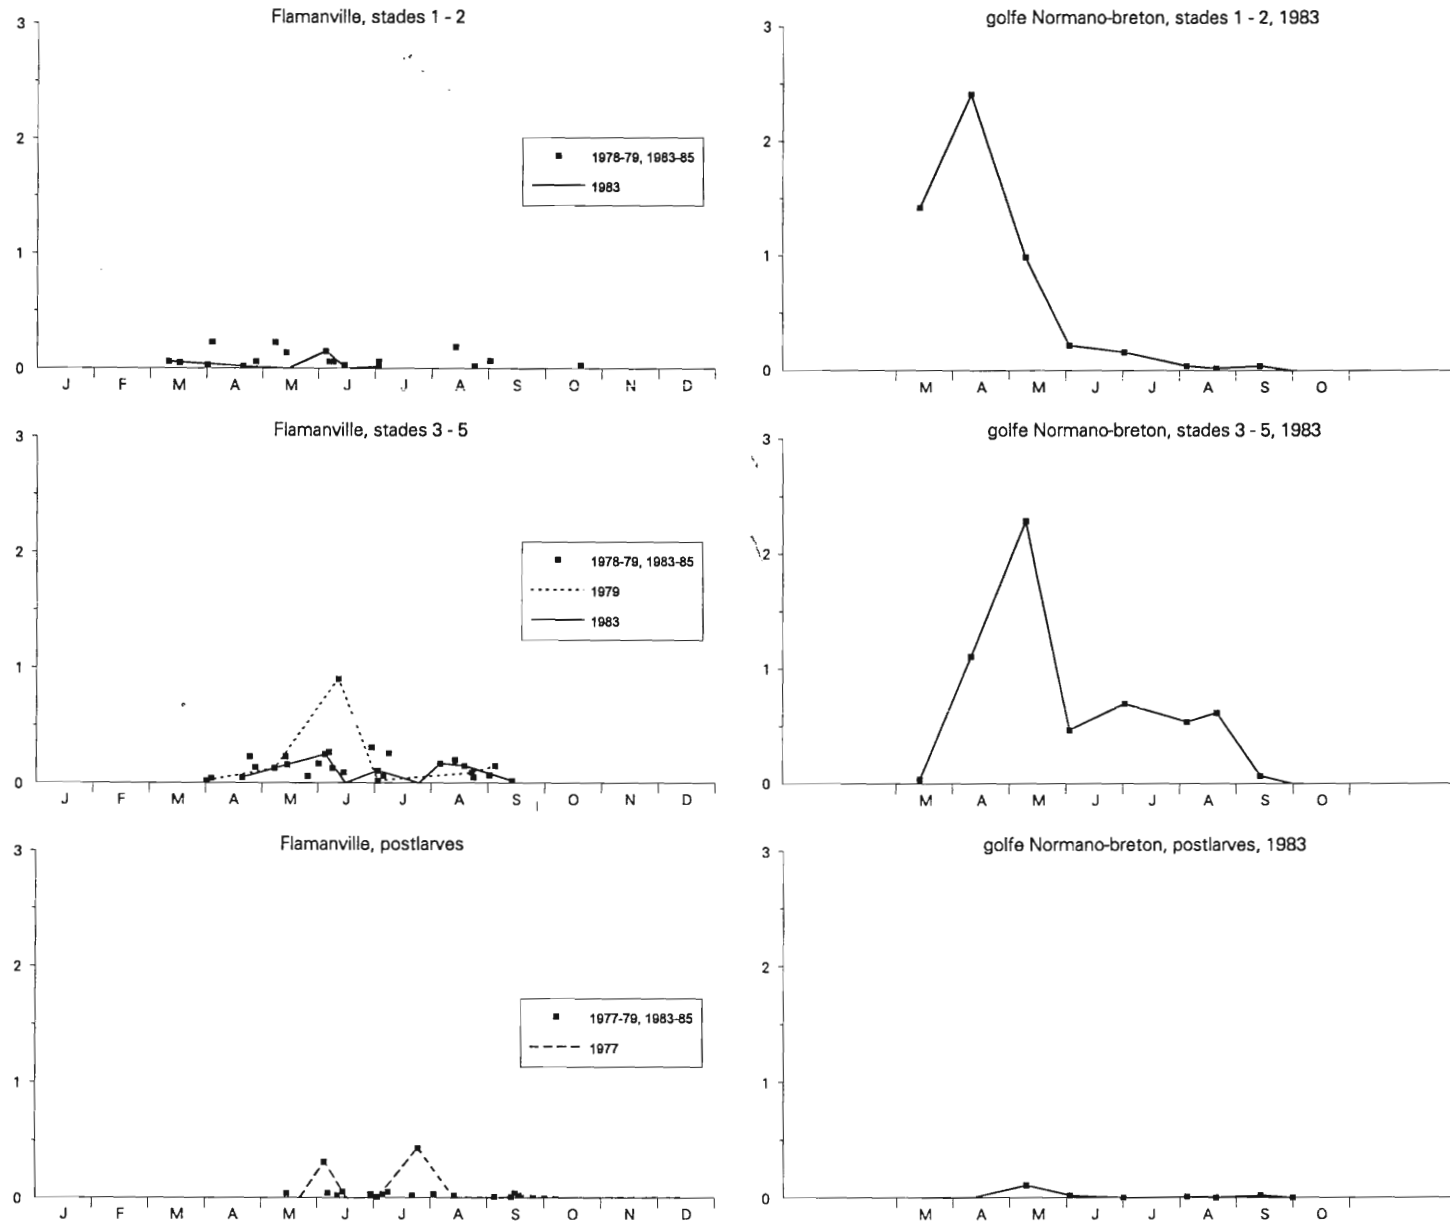 Flamanville, stades 1 - 2
3
2
1
0
1978-79, 1983-85
1983
J F M A M J J A S O N D
golfe Normano-breton, stades 1 - 2, 1983
3
2
1
0
M A M J J A S O
Flamanville, stades 3 - 5
3
2
1
0
1978-79, 1983-85
1979
1983
J F M A M J J A S O N D
golfe Normano-breton, stades 3 - 5, 1983
3
2
1
0
M A M J J A S O
Flamanville, postlarves
3
2
1
0
1977-79, 1983-85
1977
J F M A M J J A S O N D
golfe Normano-breton, postlarves, 1983
3
2
1
0
M A M J J A S O